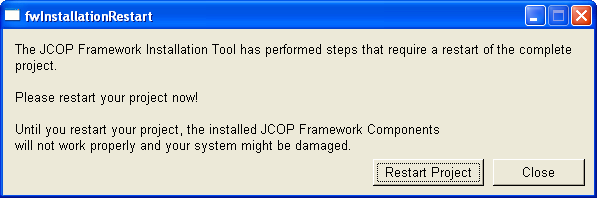 fwInstallationRestart
The JCOP Framework Installation Tool has performed steps that require a restart of the complete
project.
Please restart your project now!
Until you restart your project, the installed JCOP Framework Components
will not work properly and your system might be damaged.
Restart Project
Close